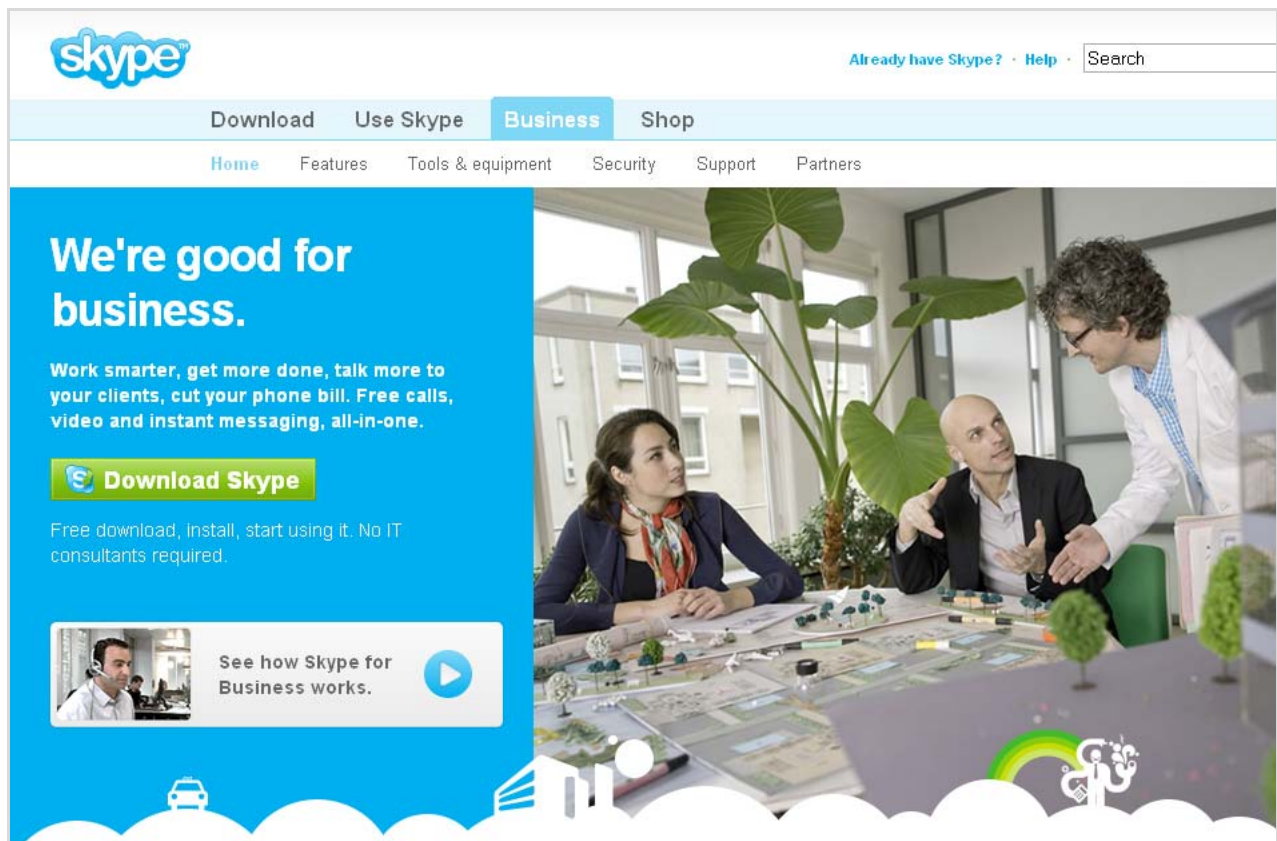 skype™
Already have Skype? · Help ·
Search
Download Use Skype Business Shop
Home Features Tools & equipment Security Support Partners
We're good for
business.
Work smarter, get more done, talk more to
your clients, cut your phone bill. Free calls,
video and instant messaging, all-in-one.
S Download Skype
Free download, install, start using it. No IT
consultants required.
See how Skype for
Business works.